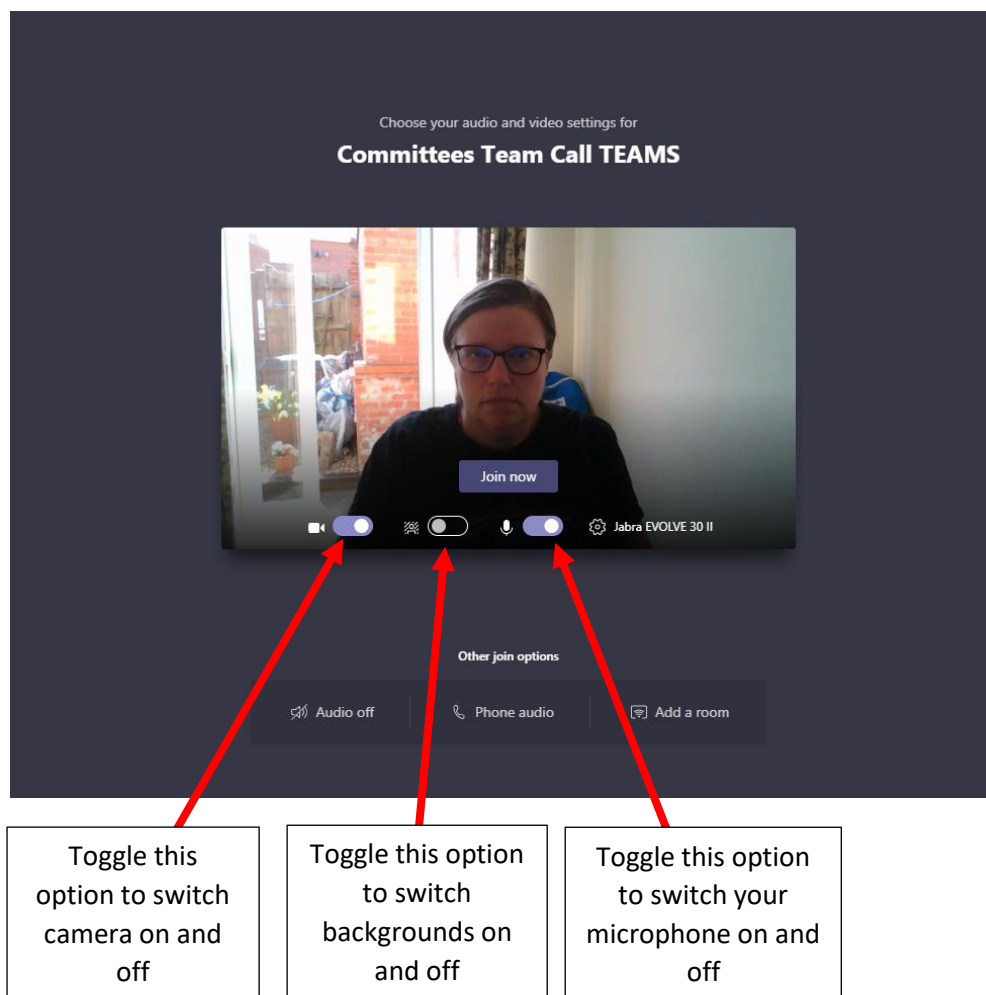 Choose your audio and video settings for
Committees Team Call TEAMS
Join now
Jabra EVOLVE 30 II
Other join options
Audio off
Phone audio
Add a room
Toggle this
option to switch
camera on and
off
Toggle this option
to switch
backgrounds on
and off
Toggle this option
to switch your
microphone on and
off